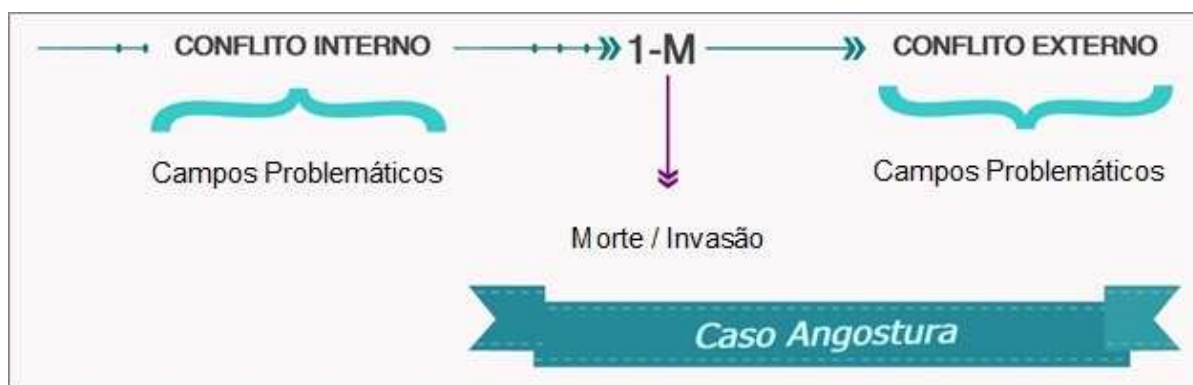 CONFLITO INTERNO 1-M CONFLITO EXTERNO
Campos Problemáticos Campos Problemáticos
Morte / Invasão
Caso Angostura